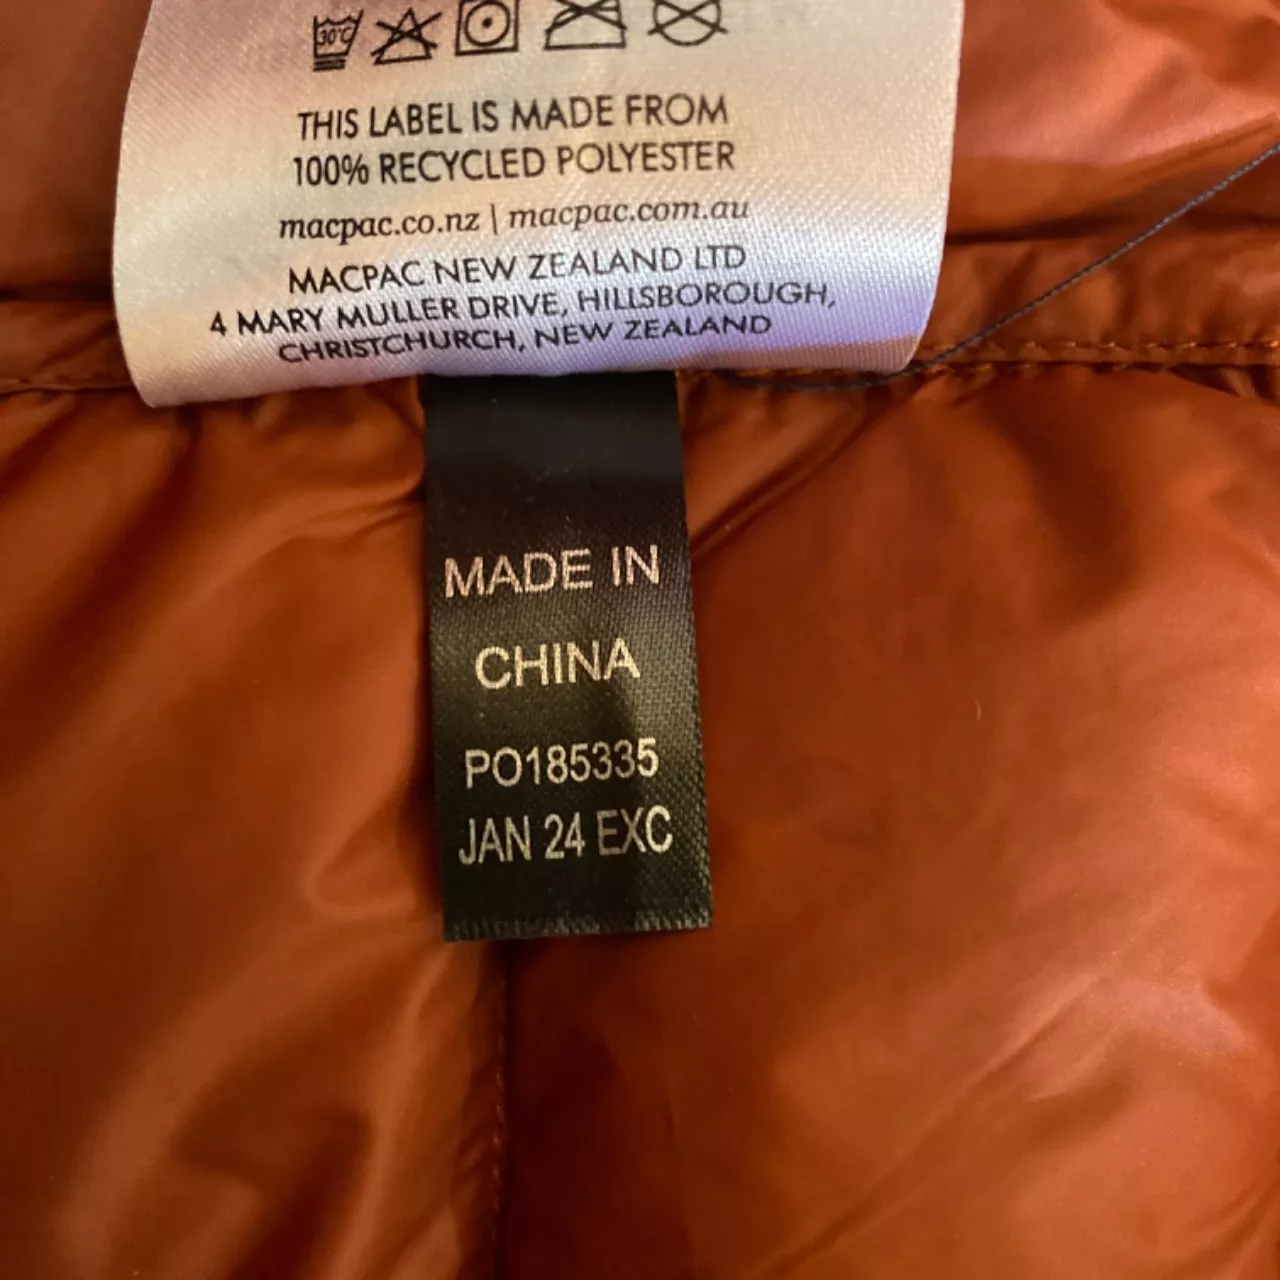 30°C
THIS LABEL IS MADE FROM
100% RECYCLED POLYESTER
macpac.co.nz | macpac.com.au
MACPAC NEW ZEALAND LTD
4 MARY MULLER DRIVE, HILLSBOROUGH,
CHRISTCHURCH, NEW ZEALAND
MADE IN
CHINA
PO185335
JAN 24 EXC